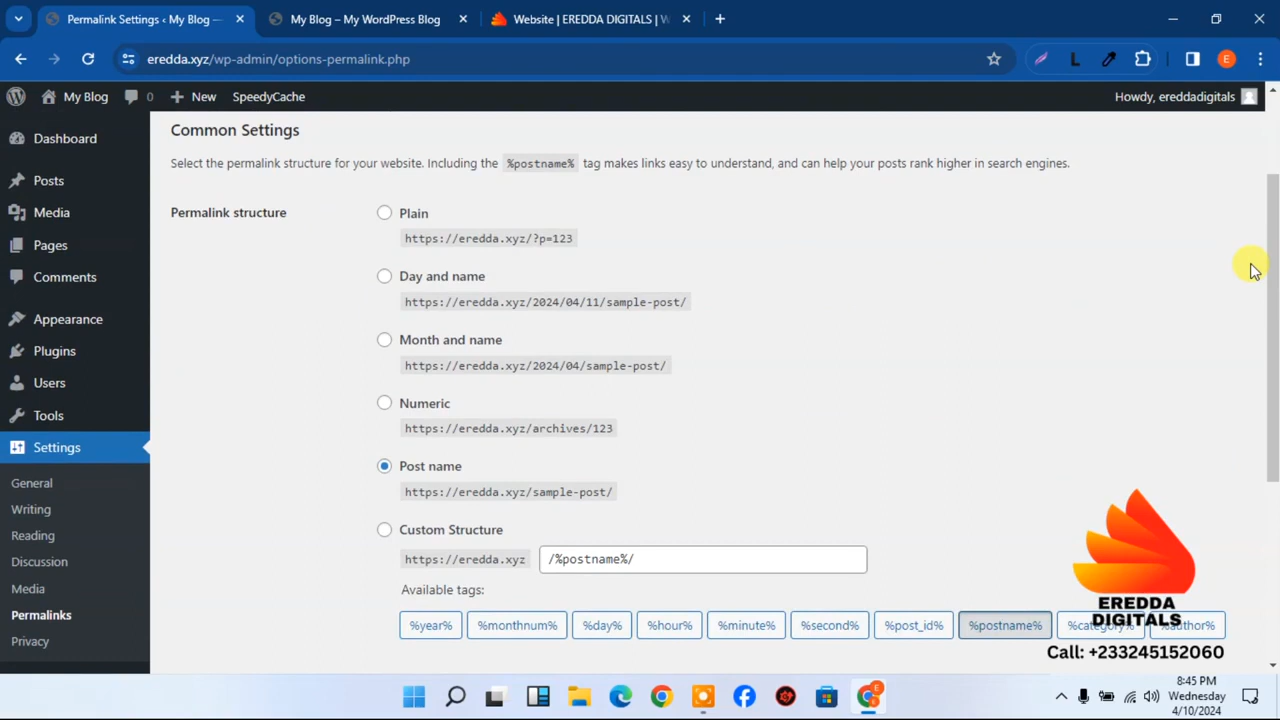 Permalink Settings ‹ My Blog —
My Blog – My WordPress Blog
Website | EREDDA DIGITALS | W
eredda.xyz/wp-admin/options-permalink.php
L
E
My Blog
0
New
SpeedyCache
Howdy, ereddadigitals
Dashboard
Posts
Media
Pages
Comments
Appearance
Plugins
Users
Tools
Settings
General
Writing
Reading
Discussion
Media
Permalinks
Privacy
Common Settings
Select the permalink structure for your website. Including the %postname% tag makes links easy to understand, and can help your posts rank higher in search engines.
Permalink structure
Plain
https://eredda.xyz/?p=123
Day and name
https://eredda.xyz/2024/04/11/sample-post/
Month and name
https://eredda.xyz/2024/04/sample-post/
Numeric
https://eredda.xyz/archives/123
Post name
https://eredda.xyz/sample-post/
Custom Structure
https://eredda.xyz
/%postname%/
Available tags:
%year%
%monthnum%
%day%
%hour%
%minute%
%second%
%post_id%
%postname%
%category%
%author%
EREDDA
DIGITALS
Call: +233245152060
E
8:45 PM
Wednesday
4/10/2024